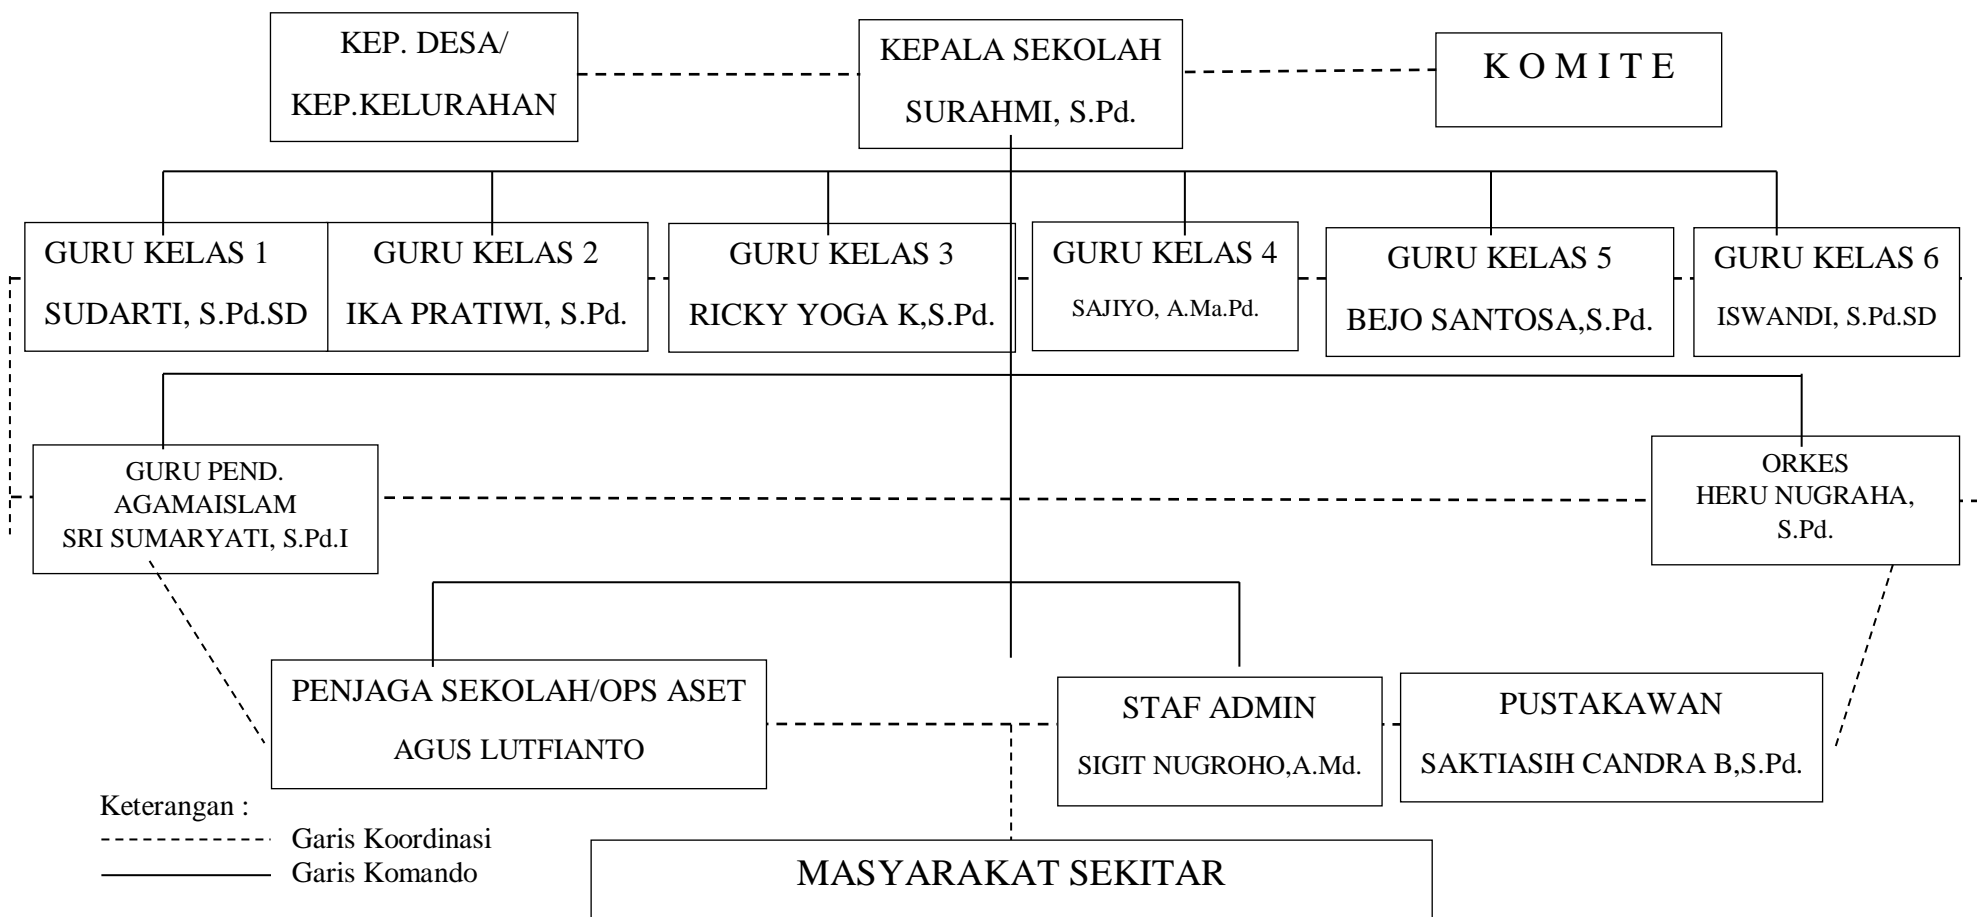 KEP. DESA/
KEP.KELURAHAN
KEPALA SEKOLAH
SURAHMI, S.Pd.
K O M I T E
GURU KELAS 1
SUDARTI, S.Pd.SD
GURU KELAS 2
IKA PRATIWI, S.Pd.
GURU KELAS 3
RICKY YOGA K,S.Pd.
GURU KELAS 4
SAJIYO, A.Ma.Pd.
GURU KELAS 5
BEJO SANTOSA,S.Pd.
GURU KELAS 6
ISWANDI, S.Pd.SD
GURU PEND.
AGAMAISLAM
SRI SUMARYATI, S.Pd.I
ORKES
HERU NUGRAHA,
S.Pd.
PENJAGA SEKOLAH/OPS ASET
AGUS LUTFIANTO
STAF ADMIN
SIGIT NUGROHO,A.Md.
PUSTAKAWAN
SAKTIASIH CANDRA B,S.Pd.
Keterangan :
Garis Koordinasi
Garis Komando
MASYARAKAT SEKITAR